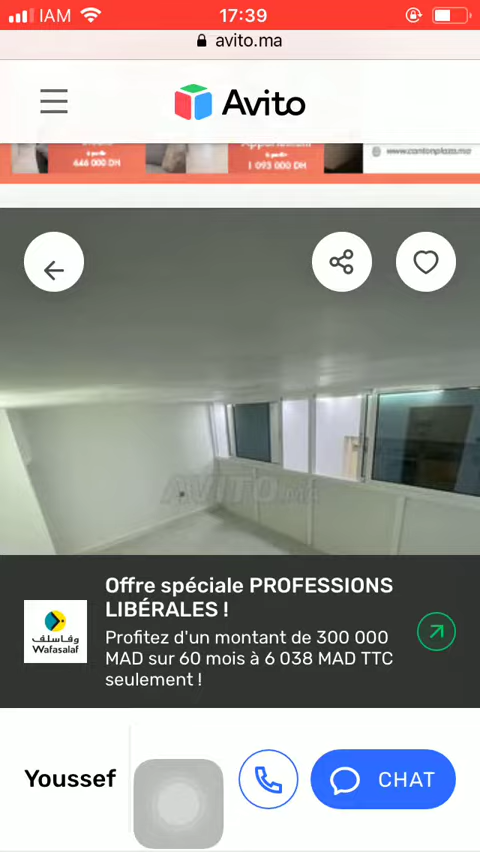 IAM
17:39
avito.ma
Avito
à partir
à partir
446 000 DH
1 093 000 DH
www.cantonplaza.ma
AVITO.MA
Offre spéciale PROFESSIONS
LIBÉRALES !
وفاسلف
Wafasalaf
Profitez d'un montant de 300 000
MAD sur 60 mois à 6 038 MAD TTC
seulement !
Youssef
CHAT